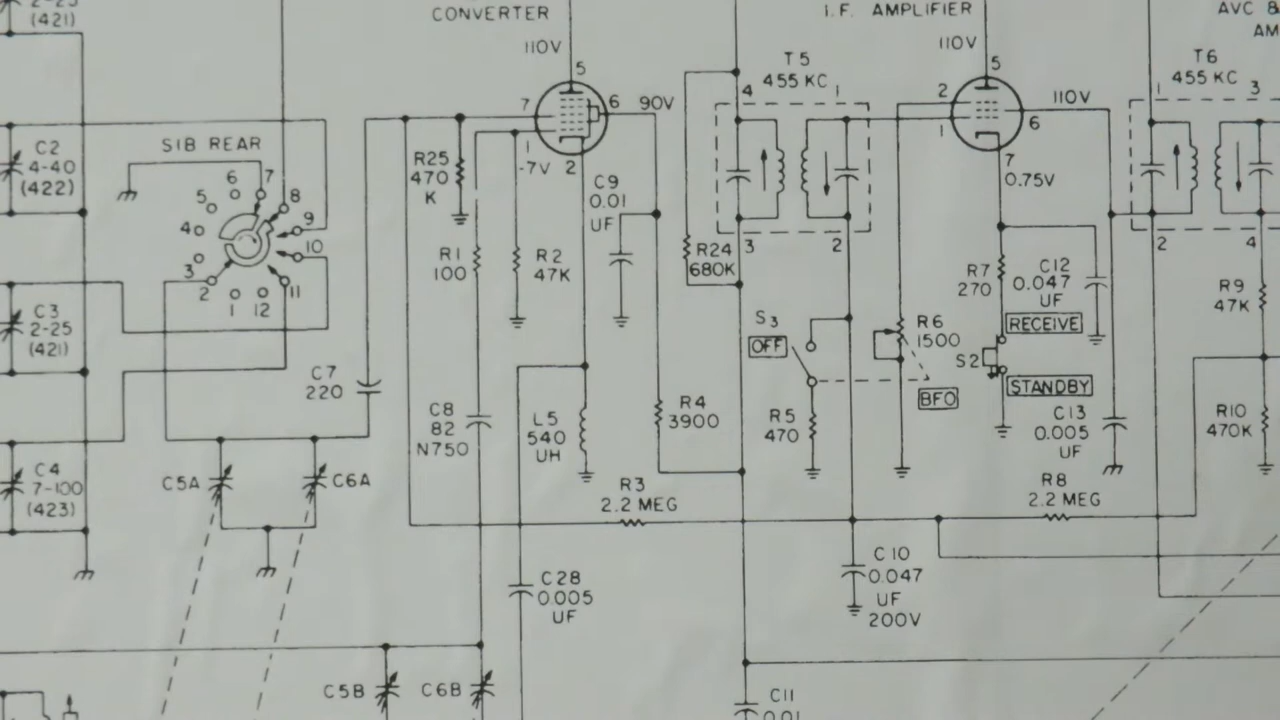 (421)
CONVERTER
I.F. AMPLIFIER
AVC &
110V
5
110V
5
T5
455 KC
T6
455 KC
7
6
90V
4
1
2
1
6
110V
1
3
S1B REAR
C2
4-40
(422)
6
7
5
8
4
9
10
3
2
1
12
11
R25
470
K
1
-7V
2
C9
0.01
UF
7
0.75V
R1
100
R2
47K
R24
680K
3
2
2
4
R7
270
C12
0.047
UF
R9
47K
C3
2-25
(421)
S3
OFF
R6
1500
RECEIVE
S2
STANDBY
BFO
C7
220
C8
82
N750
L5
540
UH
R4
3900
R5
470
C13
0.005
UF
R10
470K
C4
7-100
(423)
C5A
C6A
R3
2.2 MEG
R8
2.2 MEG
C28
0.005
UF
C10
0.047
UF
200V
C5B
C6B
C11
0.01